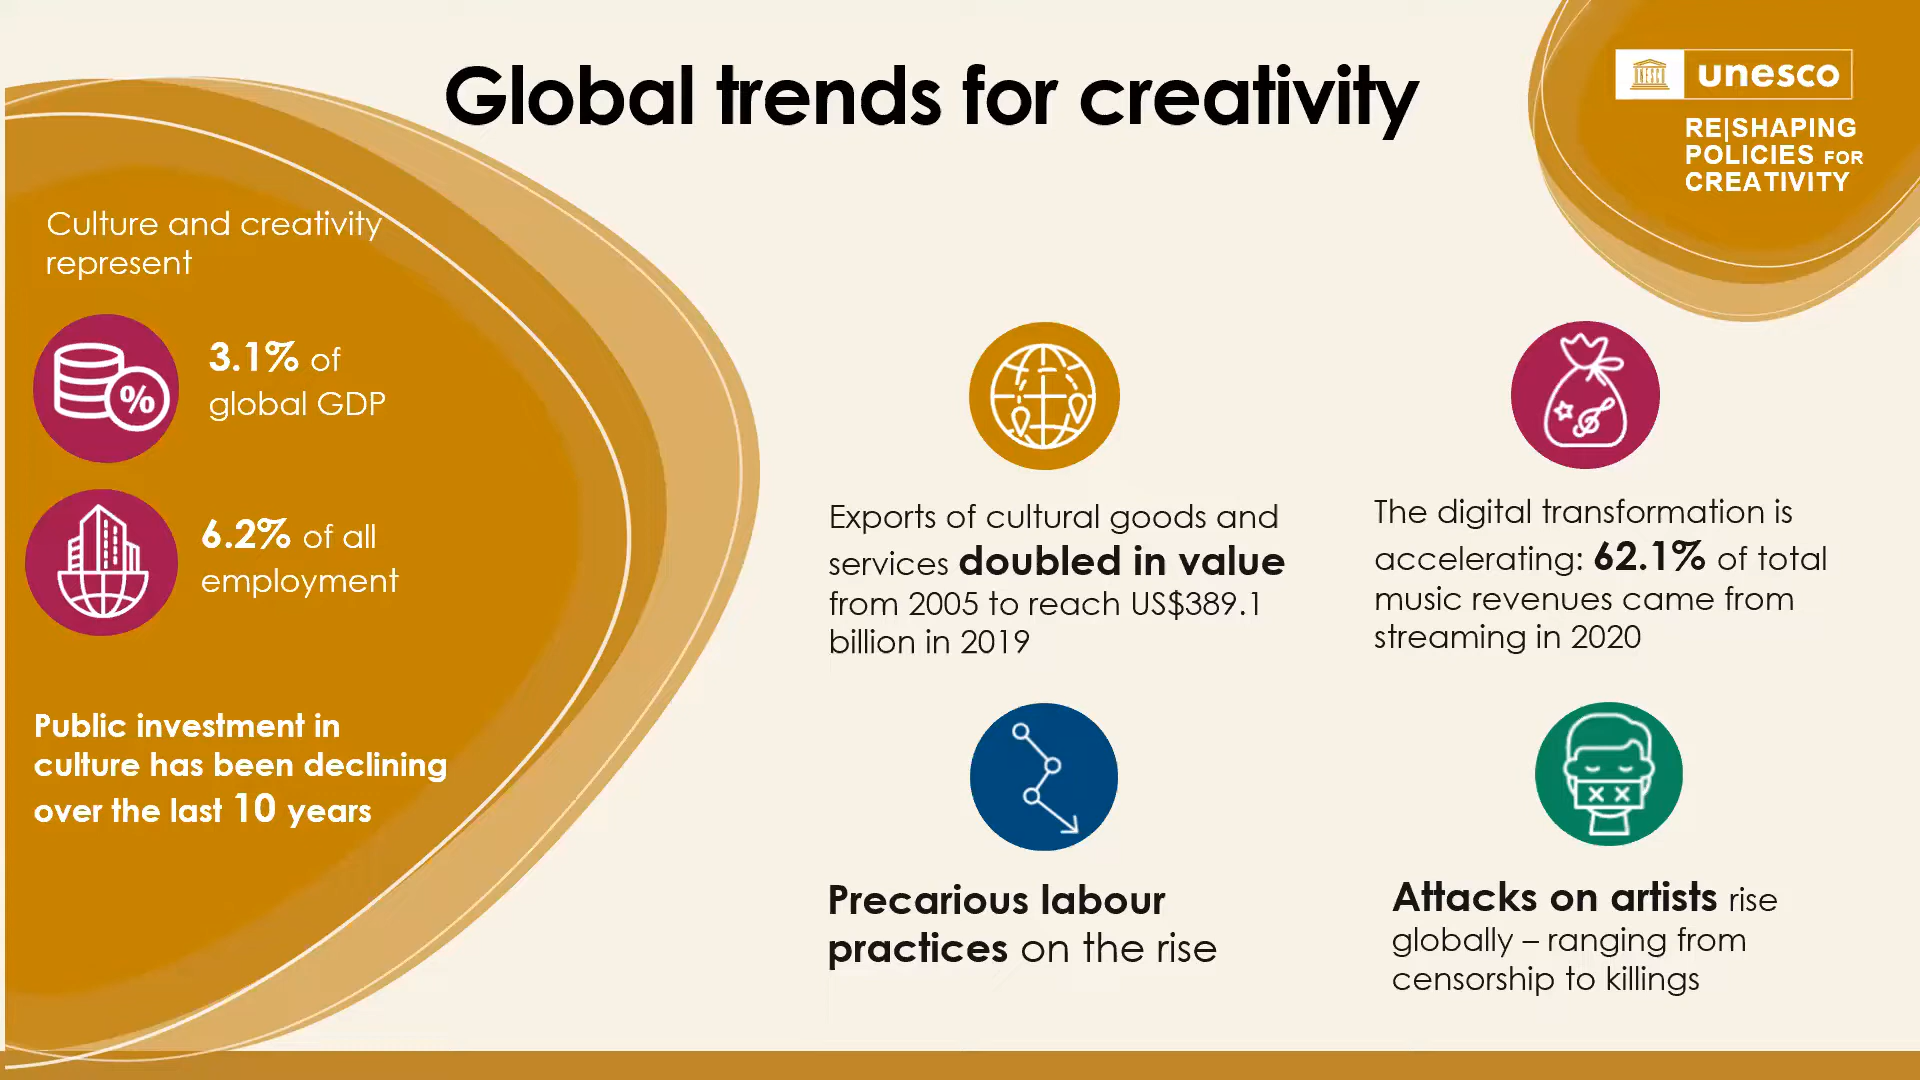 Global trends for creativity
unesco
RE|SHAPING
POLICIES FOR
CREATIVITY
Culture and creativity
represent
%
3.1% of
global GDP
6.2% of all
employment
Public investment in
culture has been declining
over the last 10 years
Exports of cultural goods and
services doubled in value
from 2005 to reach US$389.1
billion in 2019
The digital transformation is
accelerating: 62.1% of total
music revenues came from
streaming in 2020
Precarious labour
practices on the rise
Attacks on artists rise
globally – ranging from
censorship to killings